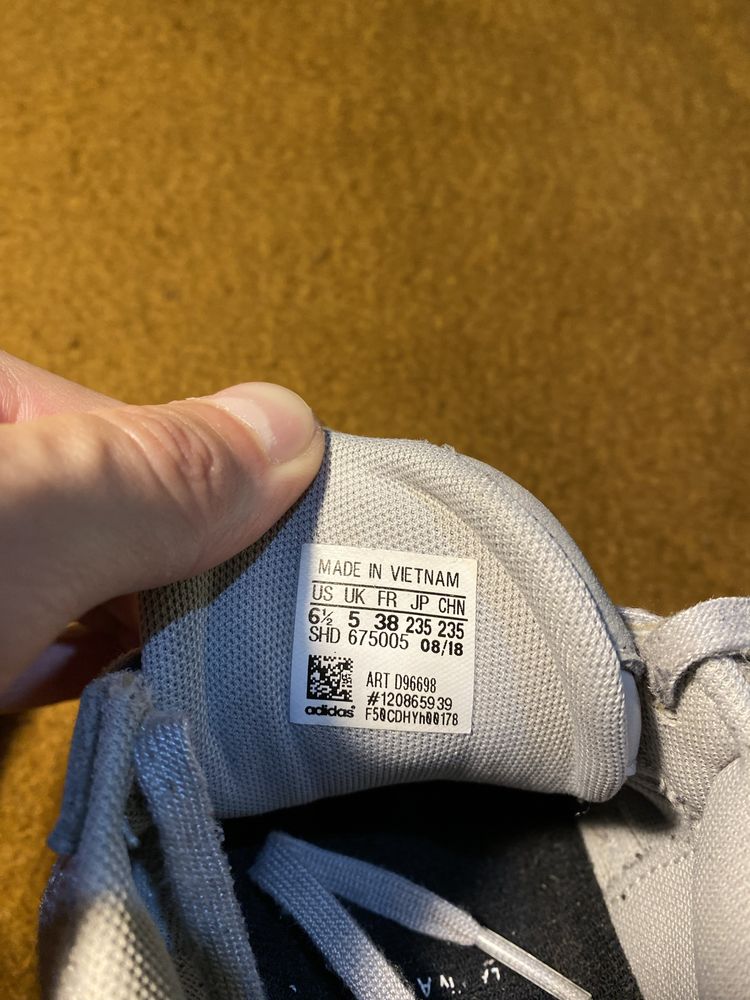 MADE IN VIETNAM
US UK FR JP CHN
6½ 5 38 235 235
SHD 675005 08/18
ART D96698
#120865939
adidas F50CDHYh00178